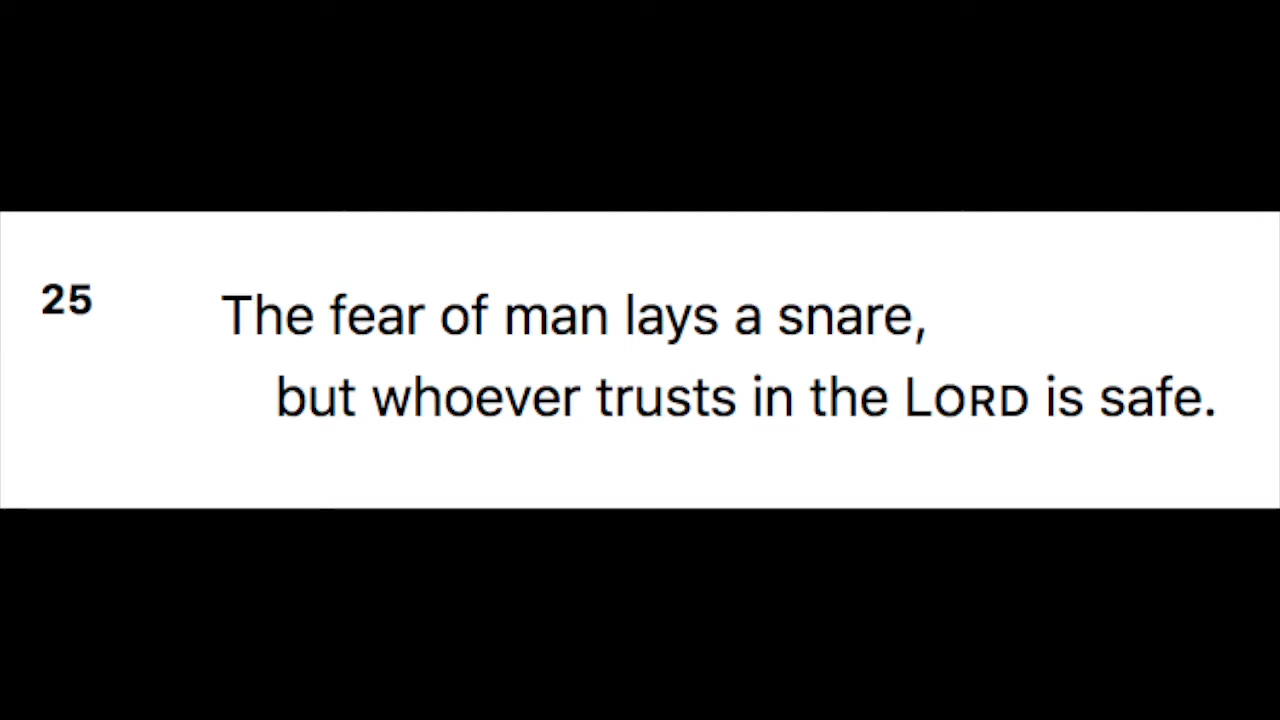 25 The fear of man lays a snare,
but whoever trusts in the LORD is safe.